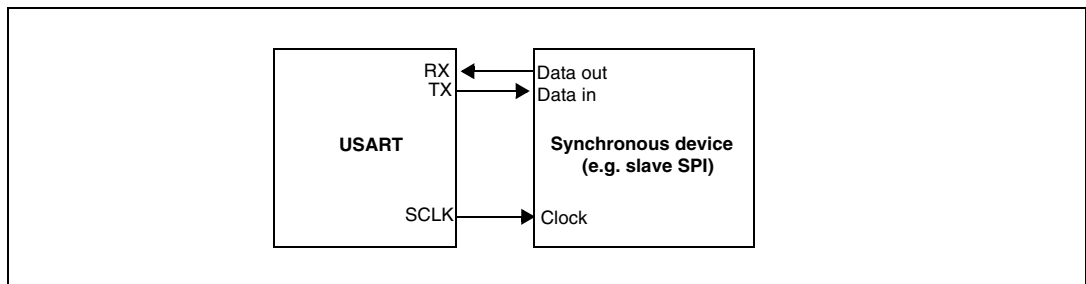 RX
TX
USART
SCLK
Data out
Data in
Synchronous device
(e.g. slave SPI)
Clock